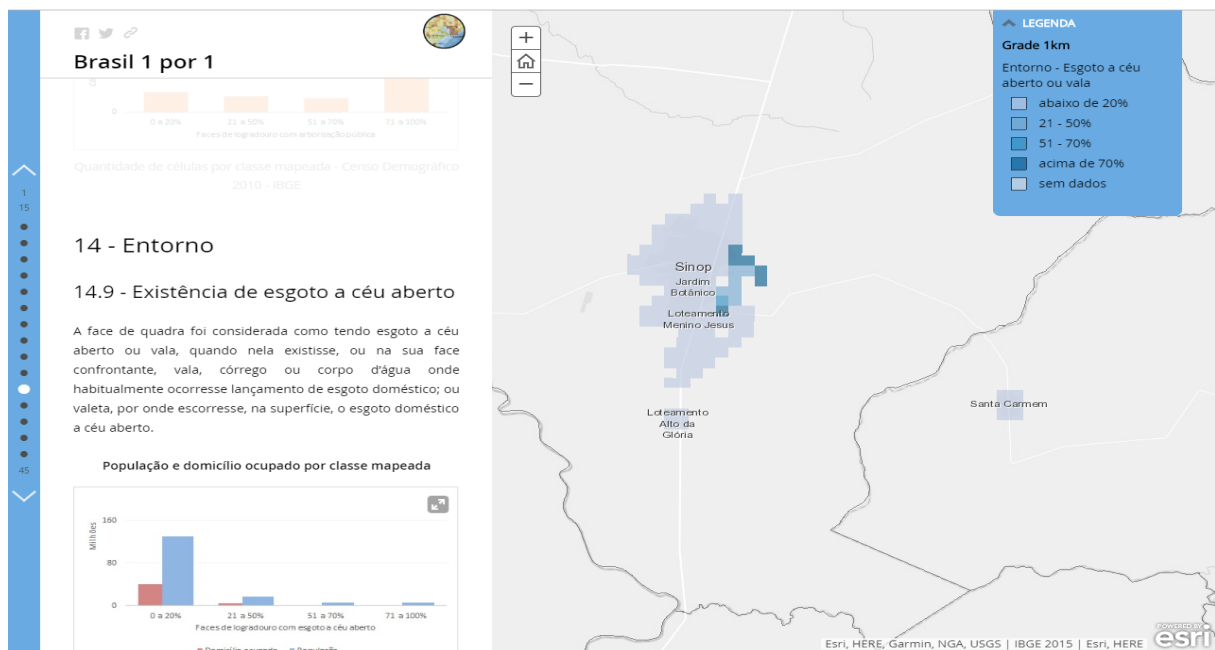 Brasil 1 por 1
0
0 a 20%
21 a 50%
51 a 70%
71 a 100%
Faces de logradouro com arborização pública
Quantidade de células por classe mapeada - Censo Demográfico
2010 - IBGE
1
15
45
14 - Entorno
14.9 - Existência de esgoto a céu aberto
A face de quadra foi considerada como tendo esgoto a céu
aberto ou vala, quando nela existisse, ou na sua face
confrontante, vala, córrego ou corpo d'água onde
habitualmente ocorresse lançamento de esgoto doméstico; ou
valeta, por onde escorresse, na superfície, o esgoto doméstico
a céu aberto.
População e domicílio ocupado por classe mapeada
Milhões
160
80
0
0 a 20%
21 a 50%
51 a 70%
71 a 100%
Faces de logradouro com esgoto a céu aberto
Domicílio ocupado
População
+
−
Sinop
Jardim
Botânico
Loteamento
Menino Jesus
Loteamento
Alto da
Glória
Santa Carmem
LEGENDA
Grade 1km
Entorno - Esgoto a céu
aberto ou vala
abaixo de 20%
21 - 50%
51 - 70%
acima de 70%
sem dados
Esri, HERE, Garmin, NGA, USGS | IBGE 2015 | Esri, HERE
POWERED BY
esri